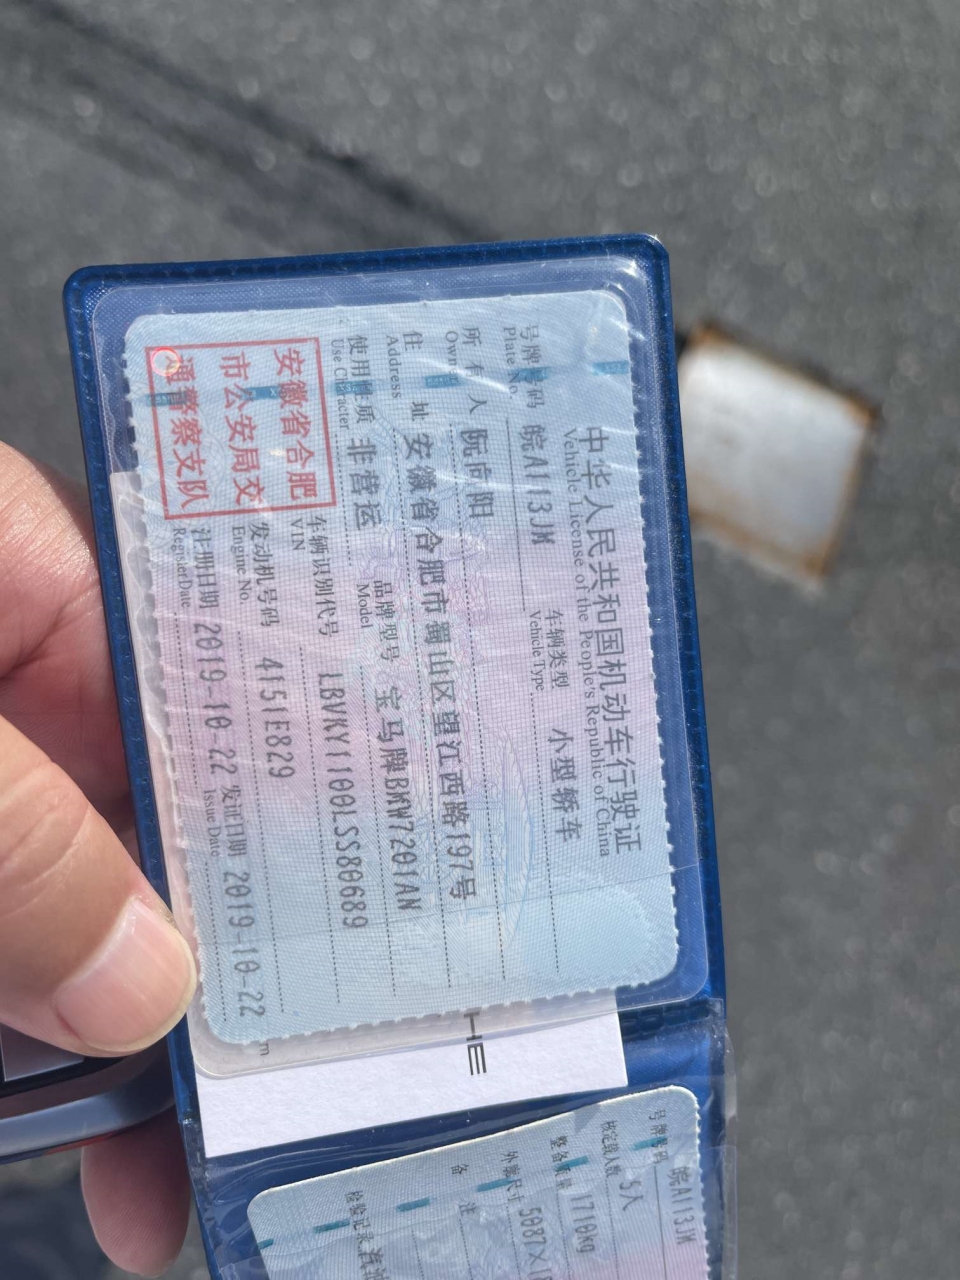 中华人民共和国机动车行驶证
Vehicle License of the People's Republic of China
号牌号码 皖A113JM 车辆类型 小型轿车
Plate No. Vehicle Type
所有人 阮向阳
Owner
住址 安徽省合肥市蜀山区望江西路197号
Address
使用性质 非营运 品牌型号 宝马牌BMW7201AN
Use Character Model
安徽省合肥
市公安局交
通警察支队
车辆识别代号 LBVKY1100LSS80689
VIN
发动机号码 4151E829
Engine No.
注册日期 2019-10-22 发证日期 2019-10-22
Register Date Issue Date
HE
号牌号码 皖A113JM
核定载人数 5人
整备质量 1710kg
外廓尺寸 5087×1
备注
检验记录